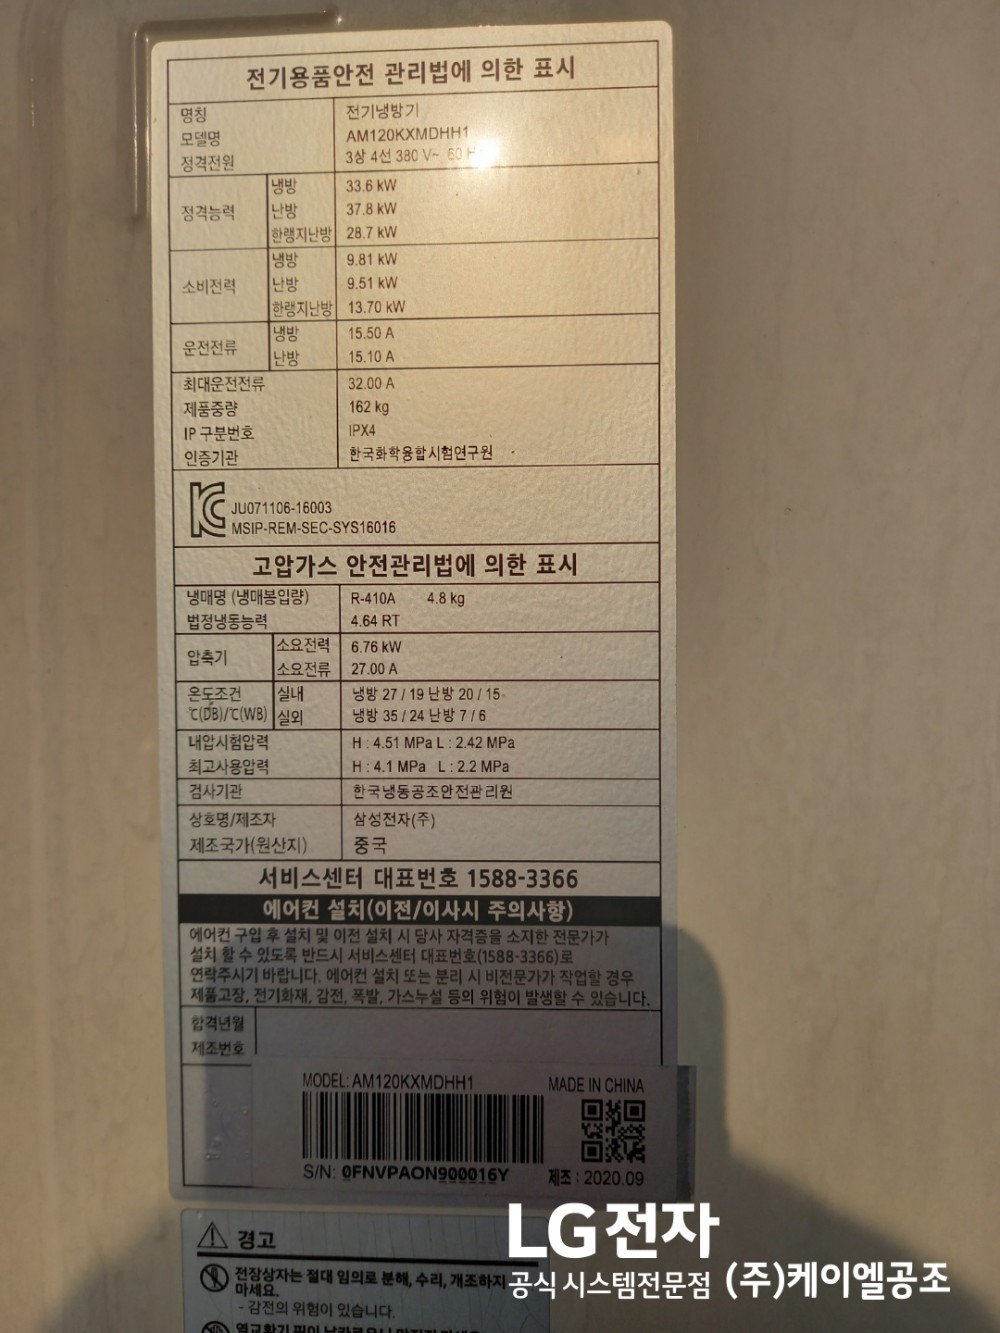 전기용품안전 관리법에 의한 표시
명칭 전기냉방기
모델명 AM120KXMDHH1
정격전원 3상 4선 380 V~ 60 H
정격능력 냉방 33.6 kW
난방 37.8 kW
한랭지난방 28.7 kW
소비전력 냉방 9.81 kW
난방 9.51 kW
한랭지난방 13.70 kW
운전전류 냉방 15.50 A
난방 15.10 A
최대운전전류 32.00 A
제품중량 162 kg
IP 구분번호 IPX4
인증기관 한국화학융합시험연구원
KC
JU071106-16003
MSIP-REM-SEC-SYS16016
고압가스 안전관리법에 의한 표시
냉매명 (냉매봉입량) R-410A 4.8 kg
법정냉동능력 4.64 RT
압축기 소요전력 6.76 kW
소요전류 27.00 A
온도조건 실내 냉방 27 / 19 난방 20 / 15
℃(DB)/℃(WB) 실외 냉방 35 / 24 난방 7 / 6
내압시험압력 H : 4.51 MPa L : 2.42 MPa
최고사용압력 H : 4.1 MPa L : 2.2 MPa
검사기관 한국냉동공조안전관리원
상호명/제조자 삼성전자(주)
제조국가(원산지) 중국
서비스센터 대표번호 1588-3366
에어컨 설치(이전/이사시 주의사항)
에어컨 구입 후 설치 및 이전 설치 시 당사 자격증을 소지한 전문가가
설치 할 수 있도록 반드시 서비스센터 대표번호(1588-3366)로
연락주시기 바랍니다. 에어컨 설치 또는 분리 시 비전문가가 작업할 경우
제품고장, 전기화재, 감전, 폭발, 가스누설 등의 위험이 발생할 수 있습니다.
합격년월
제조번호
MODEL: AM120KXMDHH1 MADE IN CHINA
S/N: 0FNVPAON900016Y 제조 : 2020.09
LG전자
공식 시스템전문점 (주)케이엘공조
경고
전장상자는 절대 임의로 분해, 수리, 개조하지
마세요.
- 감전의 위험이 있습니다.